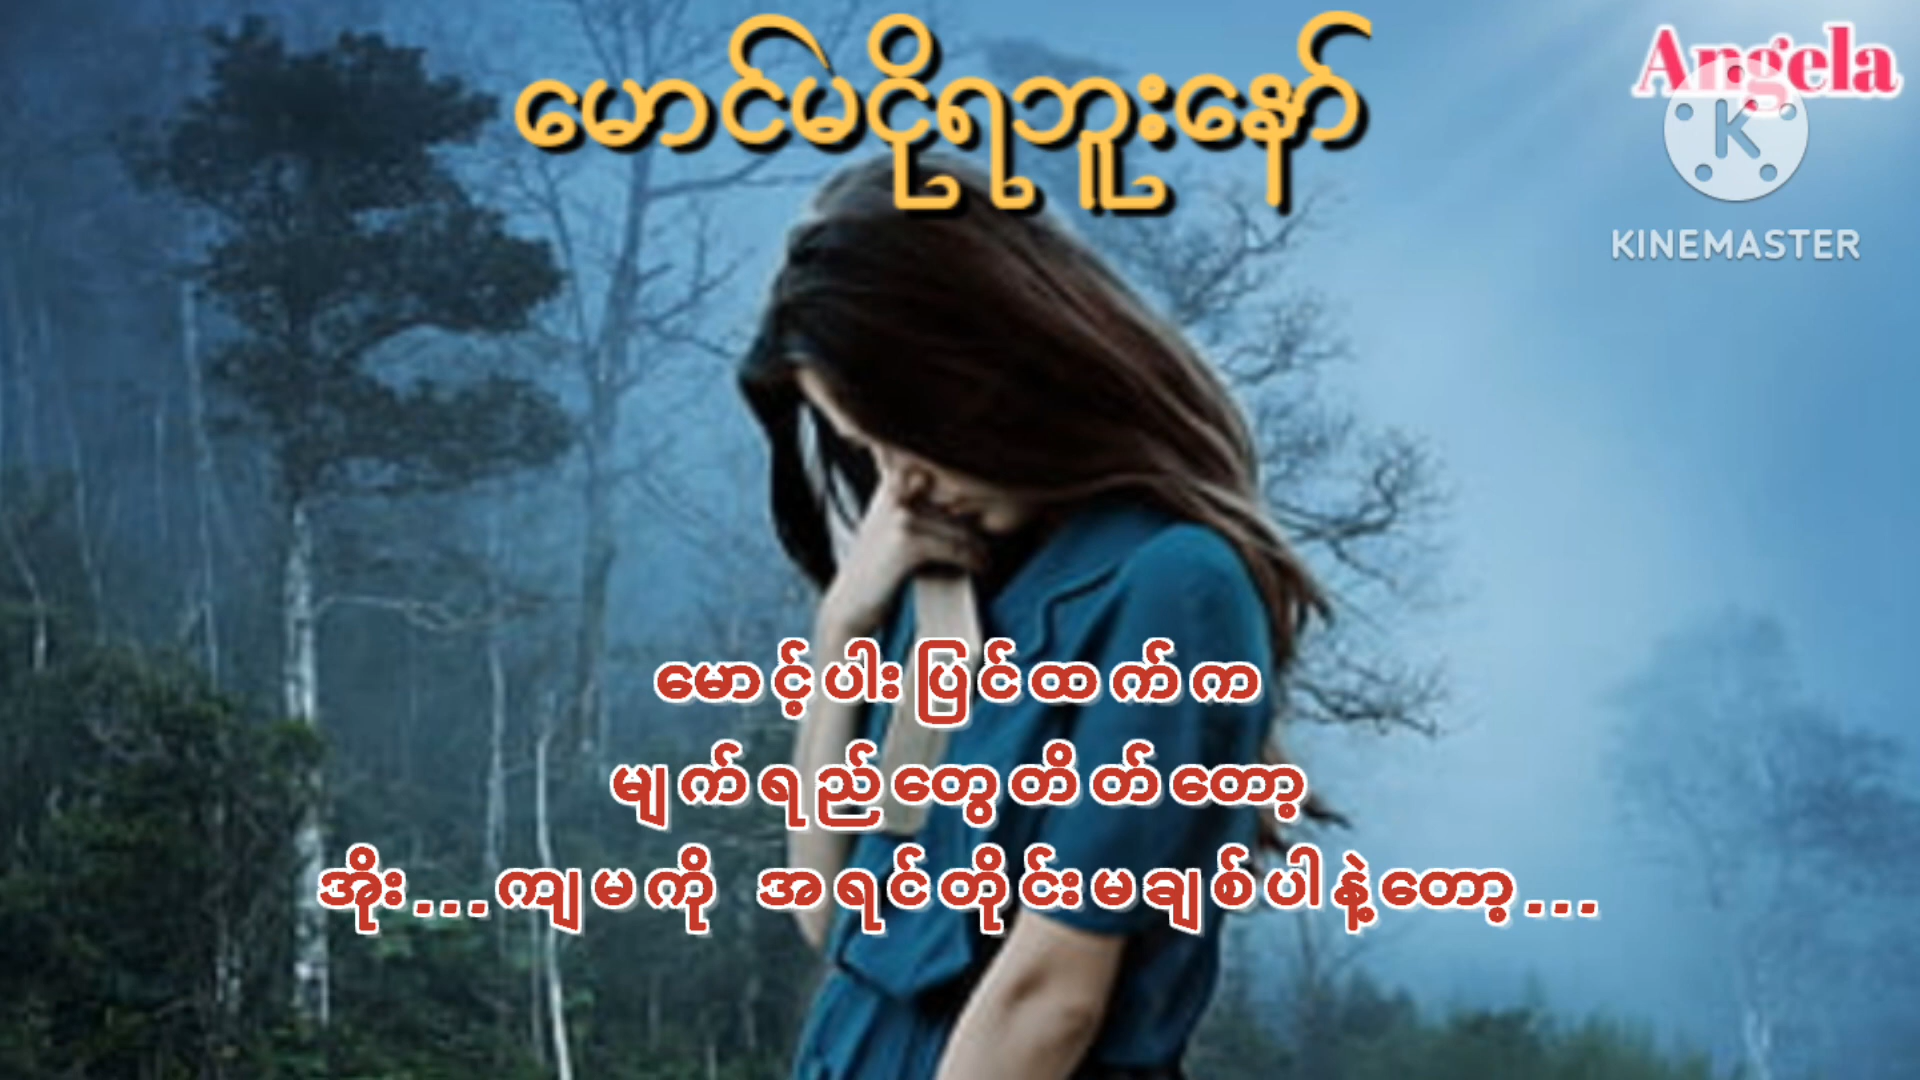 မောင်မငိုရဘူးနော်
Angela
KINEMASTER
မောင့်ပါးပြင်ထက်က
မျက်ရည်တွေတိတ်တော့
အိုး...ကျမကို အရင်တိုင်းမချစ်ပါနဲ့တော့...